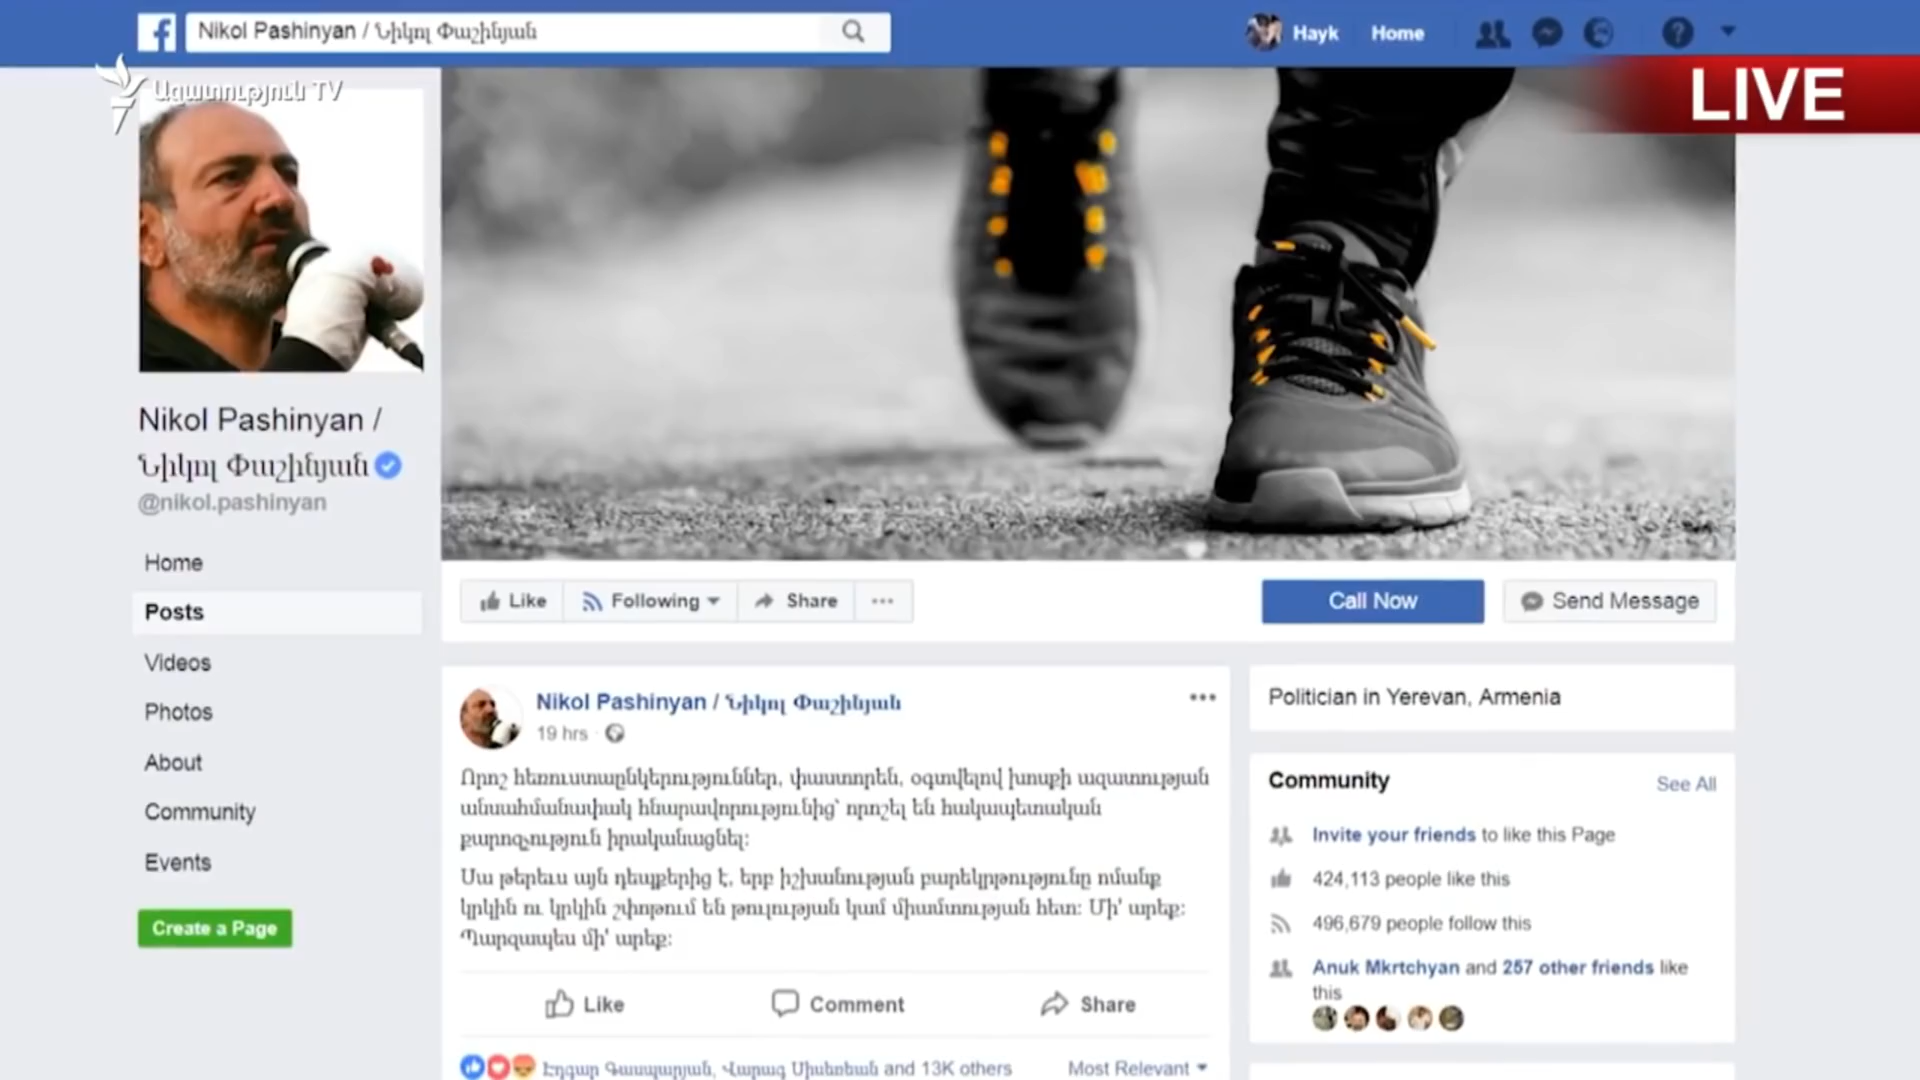 Nikol Pashinyan / Նիկոլ Փաշինյան
Hayk
Home
Ազատություն TV
LIVE
Nikol Pashinyan /
Նիկոլ Փաշինյան
@nikol.pashinyan
Home
Posts
Videos
Photos
About
Community
Events
Create a Page
Like
Following
Share
Call Now
Send Message
Nikol Pashinyan / Նիկոլ Փաշինյան
19 hrs
Որոշ հեռուստաընկերություններ, փաստորեն, օգտվելով խոսքի ազատության
անսահմանափակ հնարավորությունից՝ որոշել են հակապետական
քարոզչություն իրականացնել:
Սա թերեւս այն դեպքերից է, երբ իշխանության բարեկրթությունը ոմանք
կրկին ու կրկին շփոթում են թուլության կամ միամտության հետ: Մի' արեք:
Պարզապես մի' արեք:
Like
Comment
Share
Էդգար Գասպարյան, Վարագ Սիսեռեան and 13K others
Most Relevant
Politician in Yerevan, Armenia
Community
See All
Invite your friends to like this Page
424,113 people like this
496,679 people follow this
Anuk Mkrtchyan and 257 other friends like
this